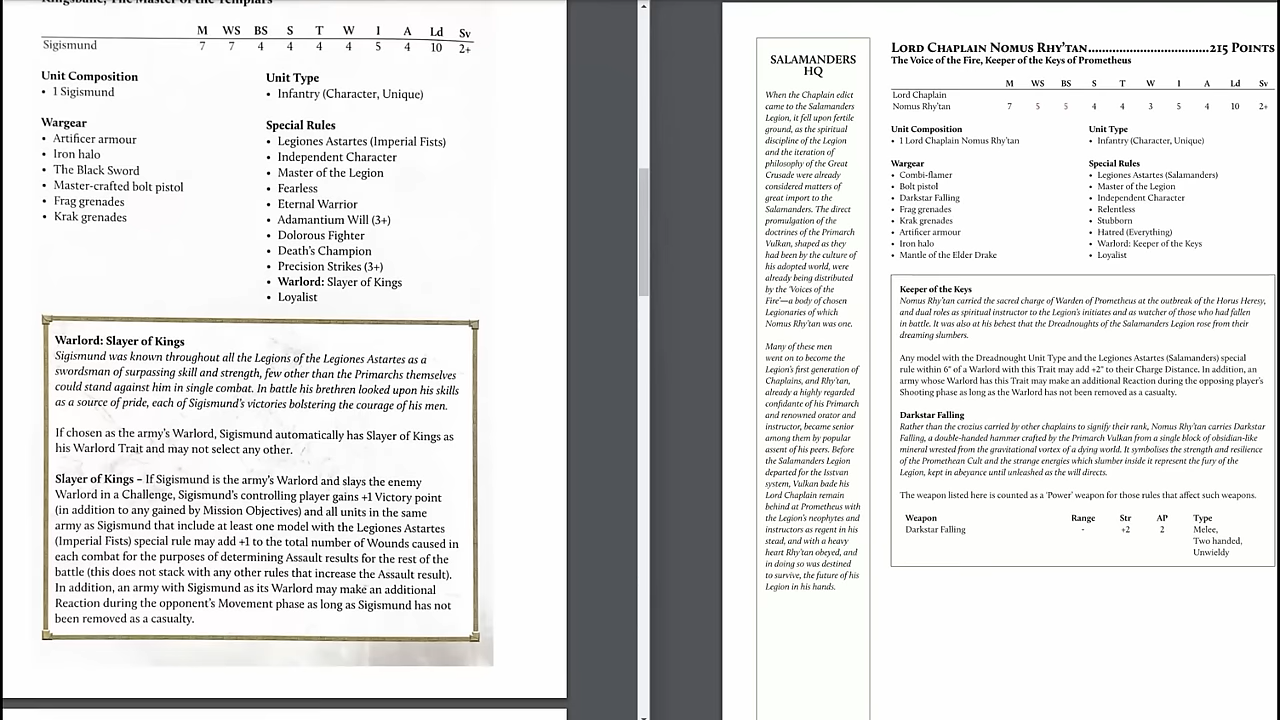 Kingsbane, The Master of the Templars
M WS BS S T W I A Ld Sv
Sigismund 7 7 4 4 4 4 5 4 10 2+
Unit Composition
• 1 Sigismund
Unit Type
• Infantry (Character, Unique)
Wargear
• Artificer armour
• Iron halo
• The Black Sword
• Master-crafted bolt pistol
• Frag grenades
• Krak grenades
Special Rules
• Legiones Astartes (Imperial Fists)
• Independent Character
• Master of the Legion
• Fearless
• Eternal Warrior
• Adamantium Will (3+)
• Dolorous Fighter
• Death's Champion
• Precision Strikes (3+)
• Warlord: Slayer of Kings
• Loyalist
Warlord: Slayer of Kings
Sigismund was known throughout all the Legions of the Legiones Astartes as a
swordsman of surpassing skill and strength, few other than the Primarchs themselves
could stand against him in single combat. In battle his brethren looked upon his skills
as a source of pride, each of Sigismund's victories bolstering the courage of his men.
If chosen as the army's Warlord, Sigismund automatically has Slayer of Kings as
his Warlord Trait and may not select any other.
Slayer of Kings – If Sigismund is the army's Warlord and slays the enemy
Warlord in a Challenge, Sigismund's controlling player gains +1 Victory point
(in addition to any gained by Mission Objectives) and all units in the same
army as Sigismund that include at least one model with the Legiones Astartes
(Imperial Fists) special rule may add +1 to the total number of Wounds caused in
each combat for the purposes of determining Assault results for the rest of the
battle (this does not stack with any other rules that increase the Assault result).
In addition, an army with Sigismund as its Warlord may make an additional
Reaction during the opponent's Movement phase as long as Sigismund has not
been removed as a casualty.
SALAMANDERS
HQ
When the Chaplain edict
came to the Salamanders
Legion, it fell upon fertile
ground, as the spiritual
discipline of the Legion
and the iteration of
philosophy of the Great
Crusade were already
considered matters of
great import to the
Salamanders. The direct
promulgation of the
doctrines of the Primarch
Vulkan, shaped as they
had been by the culture of
his adopted world, were
already being distributed
by the 'Voices of the
Fire'—a body of chosen
Legionaries of which
Nomus Rhy'tan was one.
Many of these men
went on to become the
Legion's first generation of
Chaplains, and Rhy'tan,
already a highly regarded
confidante of his Primarch
and renowned orator and
instructor, became senior
among them by popular
assent of his peers. Before
the Salamanders Legion
departed for the Isstvan
system, Vulkan bade his
Lord Chaplain remain
behind at Prometheus with
the Legion's neophytes and
instructors as regent in his
stead, and with a heavy
heart Rhy'tan obeyed, and
in doing so was destined
to survive, the future of his
Legion in his hands.
Lord Chaplain Nomus Rhy'tan..................................215 Points
The Voice of the Fire, Keeper of the Keys of Prometheus
M WS BS S T W I A Ld Sv
Lord Chaplain
Nomus Rhy'tan 7 5 5 4 4 3 5 4 10 2+
Unit Composition
• 1 Lord Chaplain Nomus Rhy'tan
Unit Type
• Infantry (Character, Unique)
Wargear
• Combi-flamer
• Bolt pistol
• Darkstar Falling
• Frag grenades
• Krak grenades
• Artificer armour
• Iron halo
• Mantle of the Elder Drake
Special Rules
• Legiones Astartes (Salamanders)
• Master of the Legion
• Independent Character
• Relentless
• Stubborn
• Hatred (Everything)
• Warlord: Keeper of the Keys
• Loyalist
Keeper of the Keys
Nomus Rhy'tan carried the sacred charge of Warden of Prometheus at the outbreak of the Horus Heresy,
and dual roles as spiritual instructor to the Legion's initiates and as watcher of those who had fallen
in battle. It was also at his behest that the Dreadnoughts of the Salamanders Legion rose from their
dreaming slumbers.
Any model with the Dreadnought Unit Type and the Legiones Astartes (Salamanders) special
rule within 6" of a Warlord with this Trait may add +2" to their Charge Distance. In addition, an
army whose Warlord has this Trait may make an additional Reaction during the opposing player's
Shooting phase as long as the Warlord has not been removed as a casualty.
Darkstar Falling
Rather than the crozius carried by other chaplains to signify their rank, Nomus Rhy'tan carries Darkstar
Falling, a double-handed hammer crafted by the Primarch Vulkan from a single block of obsidian-like
mineral wrested from the gravitational vortex of a dying world. It symbolises the strength and resilience
of the Promethean Cult and the strange energies which slumber inside it represent the fury of the
Legion, kept in abeyance until unleashed as the will directs.
The weapon listed here is counted as a 'Power' weapon for those rules that affect such weapons.
Weapon Range Str AP Type
Darkstar Falling - +2 2 Melee,
Two handed,
Unwieldy